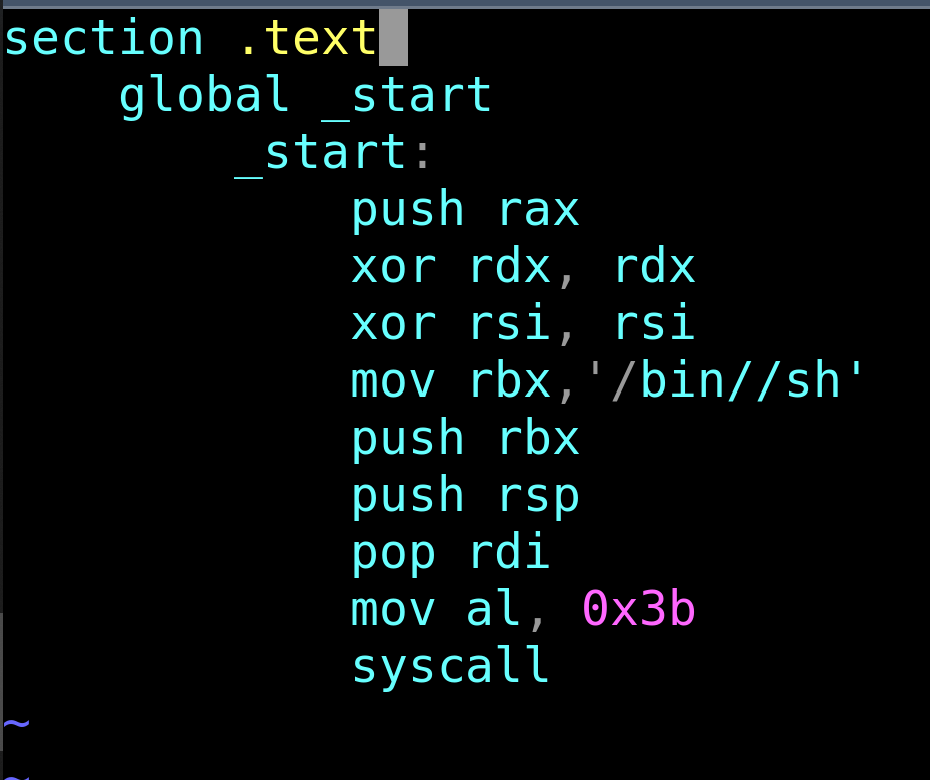 section .text
global _start
_start:
push rax
xor rdx, rdx
xor rsi, rsi
mov rbx,'/bin//sh'
push rbx
push rsp
pop rdi
mov al, 0x3b
syscall
~
~